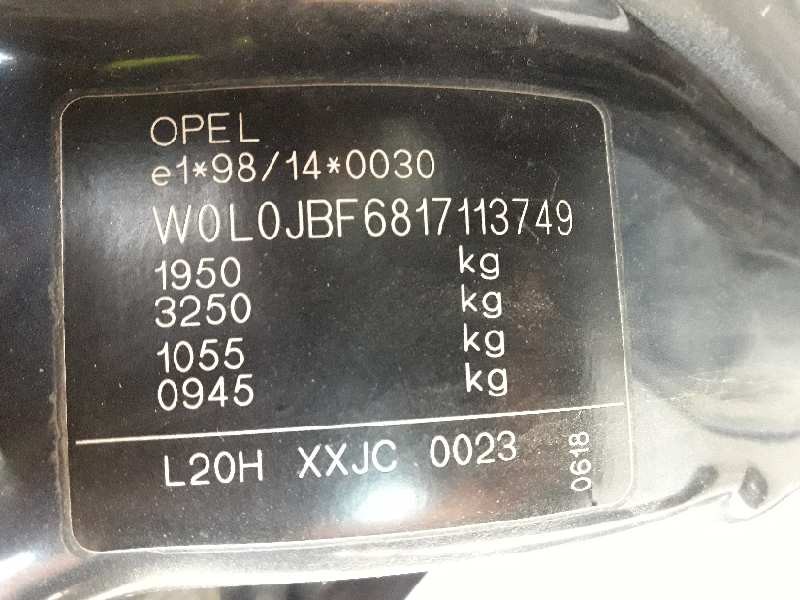 OPEL
e1*98/14*0030
W0L0JBF6817113749
1950 kg
3250 kg
1055 kg
0945 kg
L20H XXJC 0023
0618